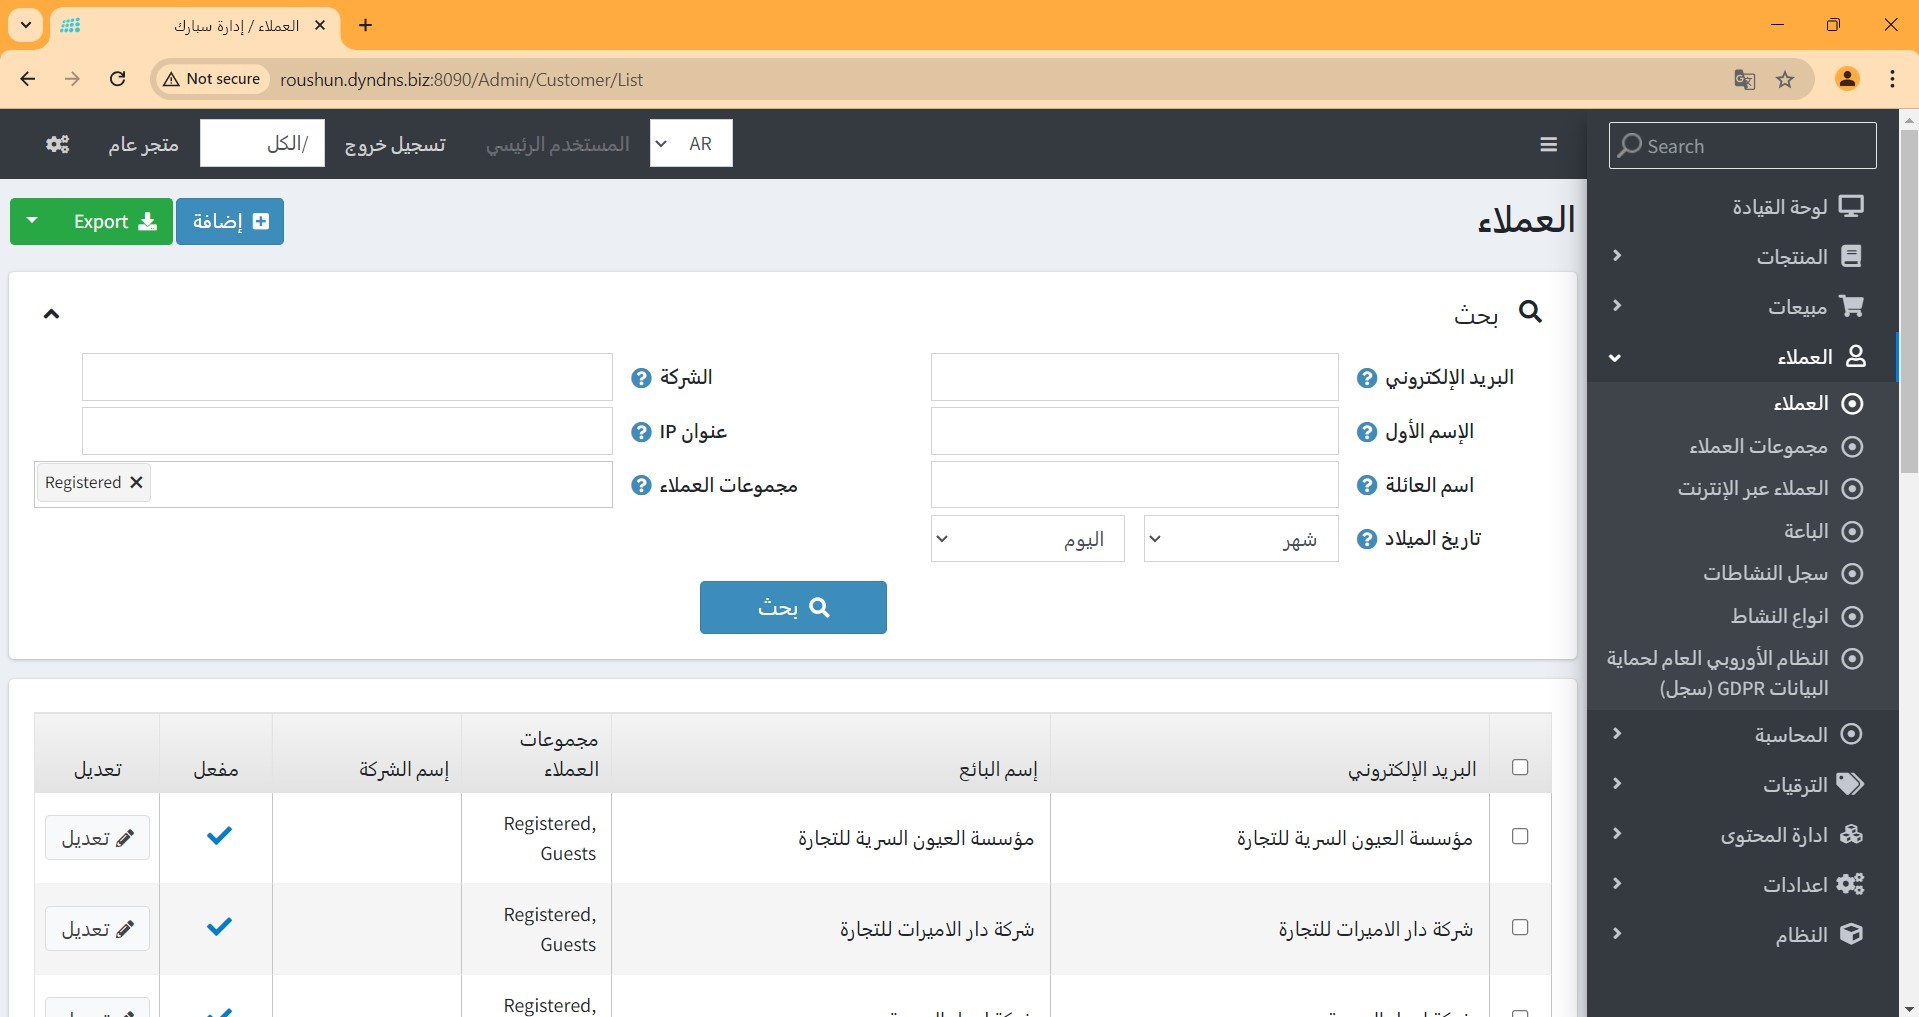 العملاء / إدارة سبارك
Not secure
roushun.dyndns.biz:8090/Admin/Customer/List
Search
AR
المستخدم الرئيسي
تسجيل خروج
/الكل
متجر عام
لوحة القيادة
المنتجات
مبيعات
العملاء
العملاء
مجموعات العملاء
العملاء عبر الإنترنت
الباعة
سجل النشاطات
انواع النشاط
النظام الأوروبي العام لحماية
البيانات GDPR (سجل)
المحاسبة
الترقيات
ادارة المحتوى
اعدادات
النظام
العملاء
إضافة
Export
بحث
البريد الإلكتروني
الشركة
الإسم الأول
عنوان IP
اسم العائلة
مجموعات العملاء
Registered
تاريخ الميلاد
شهر
اليوم
بحث
البريد الإلكتروني
إسم البائع
مجموعات
العملاء
إسم الشركة
مفعل
تعديل
مؤسسة العيون السرية للتجارة
مؤسسة العيون السرية للتجارة
Registered,
Guests
تعديل
شركة دار الاميرات للتجارة
شركة دار الاميرات للتجارة
Registered,
Guests
تعديل
Registered,